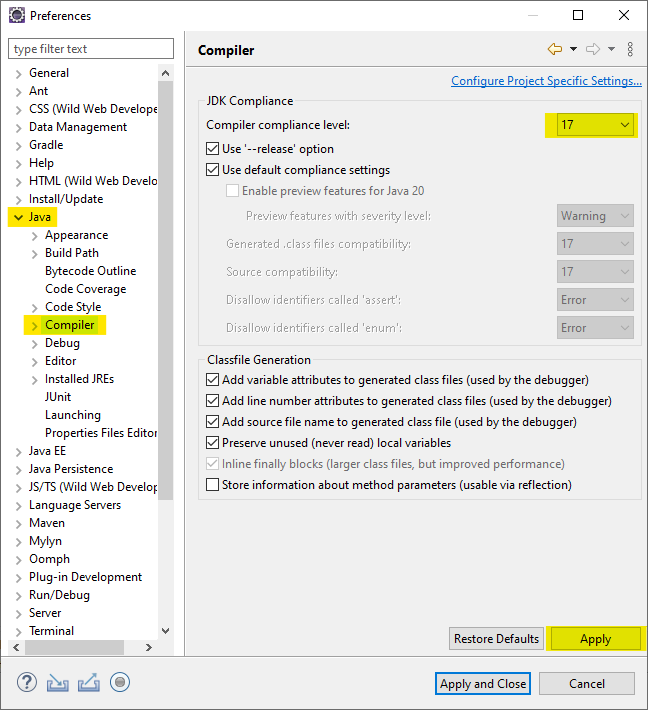 Preferences
type filter text
General
Ant
CSS (Wild Web Develope
Data Management
Gradle
Help
HTML (Wild Web Develo
Install/Update
Java
Appearance
Build Path
Bytecode Outline
Code Coverage
Code Style
Compiler
Debug
Editor
Installed JREs
JUnit
Launching
Properties Files Editor
Java EE
Java Persistence
JS/TS (Wild Web Develop
Language Servers
Maven
Mylyn
Oomph
Plug-in Development
Run/Debug
Server
Terminal
Compiler
Configure Project Specific Settings...
JDK Compliance
Compiler compliance level: 17
Use '--release' option
Use default compliance settings
Enable preview features for Java 20
Preview features with severity level: Warning
Generated .class files compatibility: 17
Source compatibility: 17
Disallow identifiers called 'assert': Error
Disallow identifiers called 'enum': Error
Classfile Generation
Add variable attributes to generated class files (used by the debugger)
Add line number attributes to generated class files (used by the debugger)
Add source file name to generated class file (used by the debugger)
Preserve unused (never read) local variables
Inline finally blocks (larger class files, but improved performance)
Store information about method parameters (usable via reflection)
Restore Defaults Apply
? Apply and Close Cancel